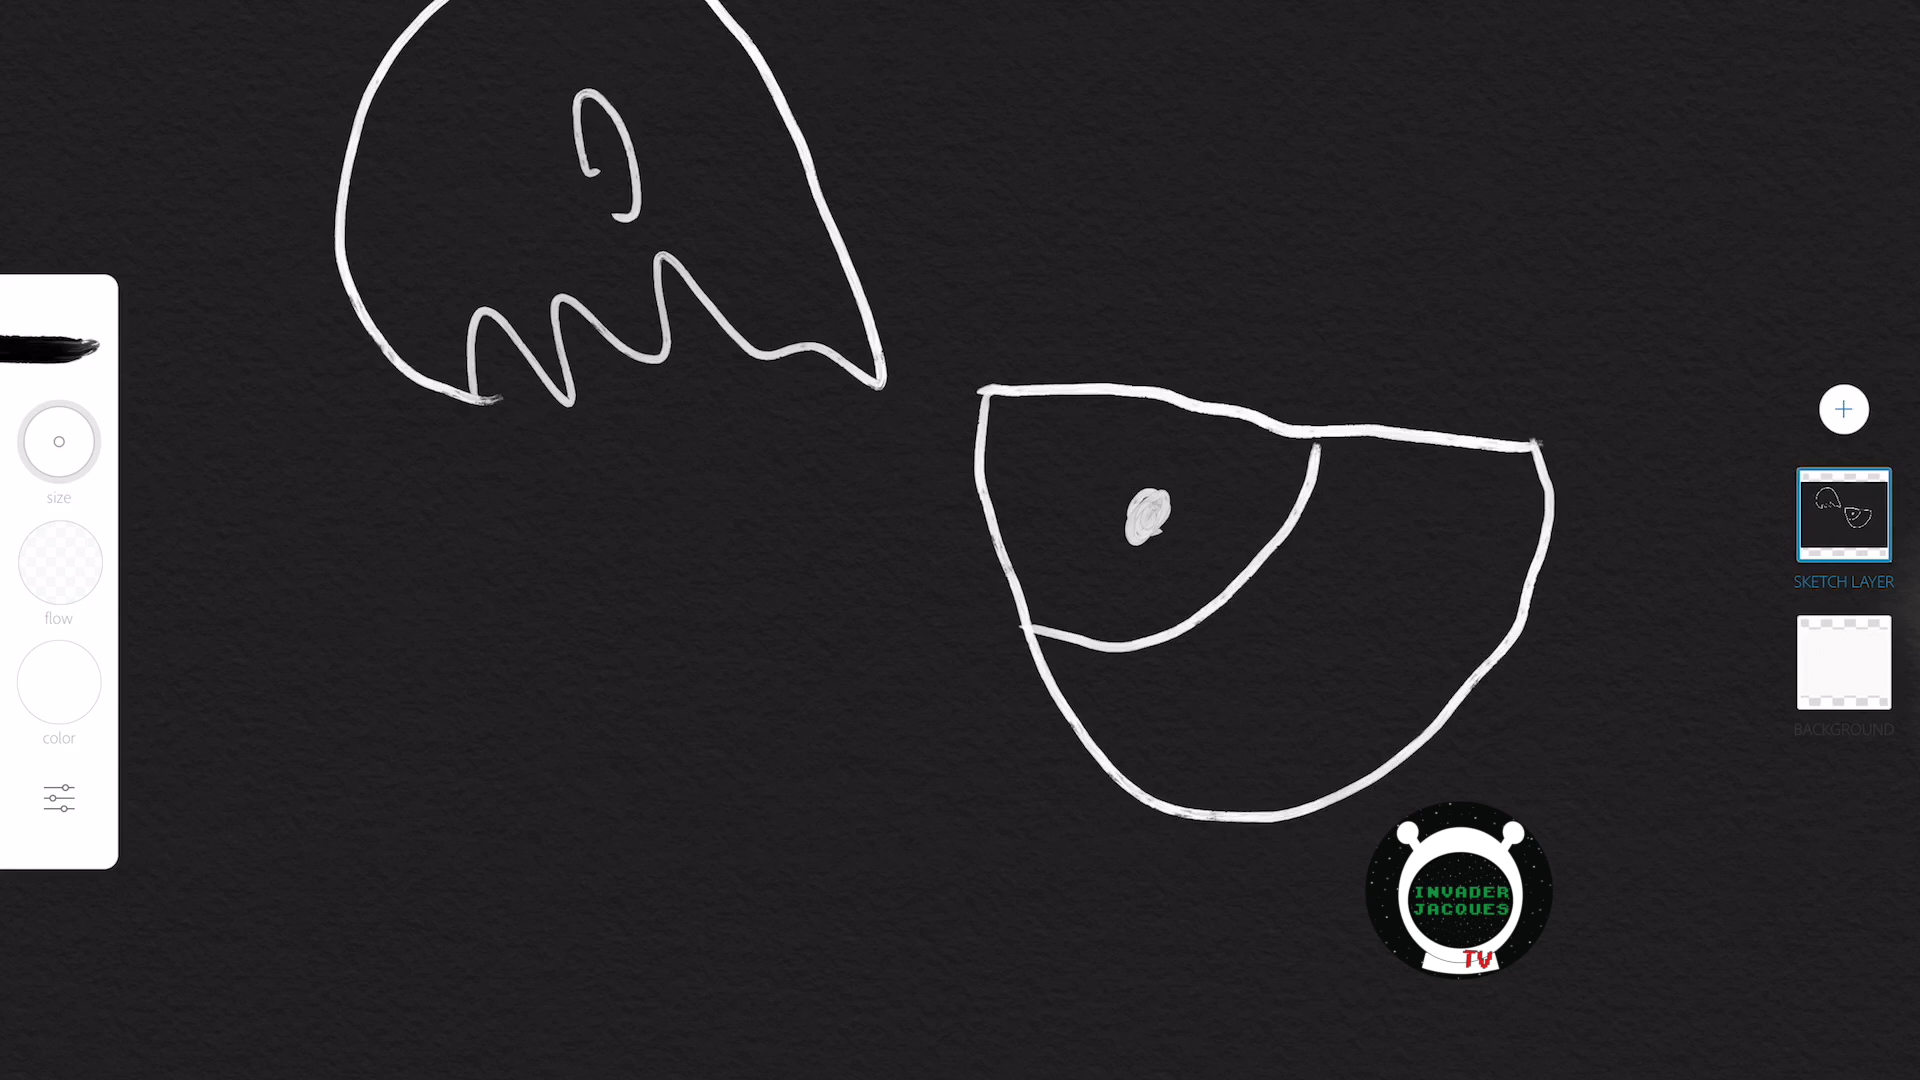 size
flow
color
SKETCH LAYER
BACKGROUND
INVADER
JACQUES
TV